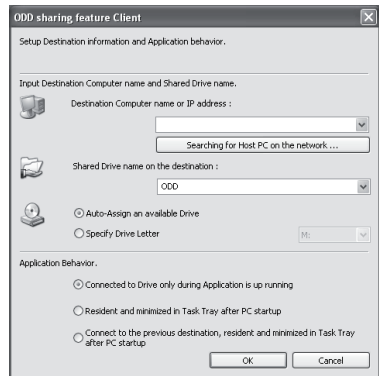 ODD sharing feature Client
Setup Destination information and Application behavior.
Input Destination Computer name and Shared Drive name.
Destination Computer name or IP address :
Searching for Host PC on the network ...
Shared Drive name on the destination :
ODD
Auto-Assign an available Drive
Specify Drive Letter
M:
Application Behavior.
Connected to Drive only during Application is up running
Resident and minimized in Task Tray after PC startup
Connect to the previous destination, resident and minimized in Task Tray
after PC startup
OK
Cancel